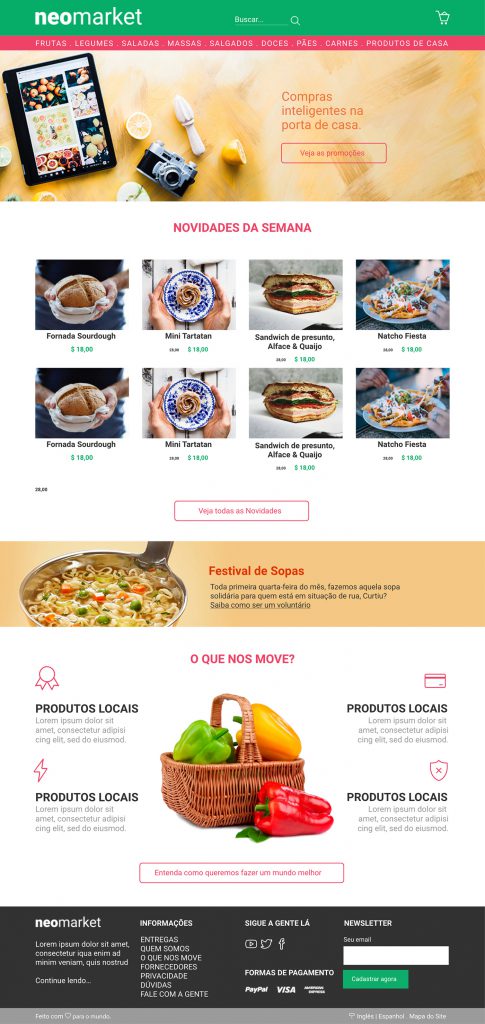 neomarket
Buscar...
FRUTAS . LEGUMES . SALADAS . MASSAS . SALGADOS . DOCES . PÃES . CARNES . PRODUTOS DE CASA
Compras
inteligentes na
porta de casa.
Veja as promoções
NOVIDADES DA SEMANA
Fornada Sourdough
$ 18,00
Mini Tartatan
28,00 $ 18,00
Sandwich de presunto,
Alface & Quaijo
28,00 $ 18,00
Natcho Fiesta
28,00 $ 18,00
Fornada Sourdough
$ 18,00
Mini Tartatan
28,00 $ 18,00
Sandwich de presunto,
Alface & Quaijo
28,00 $ 18,00
Natcho Fiesta
28,00 $ 18,00
28,00
Veja todas as Novidades
Festival de Sopas
Toda primeira quarta-feira do mês, fazemos aquela sopa
solidária para quem está em situação de rua, Curtiu?
Saiba como ser um voluntário
O QUE NOS MOVE?
PRODUTOS LOCAIS
Lorem ipsum dolor sit
amet, consectetur adipisi
cing elit, sed do eiusmod.
PRODUTOS LOCAIS
Lorem ipsum dolor sit
amet, consectetur adipisi
cing elit, sed do eiusmod.
PRODUTOS LOCAIS
Lorem ipsum dolor sit
amet, consectetur adipisi
cing elit, sed do eiusmod.
PRODUTOS LOCAIS
Lorem ipsum dolor sit
amet, consectetur adipisi
cing elit, sed do eiusmod.
Entenda como queremos fazer um mundo melhor
neomarket
Lorem ipsum dolor sit amet,
consectetur iqua enim ad
minim veniam, quis nostrud
Continue lendo...
INFORMAÇÕES
ENTREGAS
QUEM SOMOS
O QUE NOS MOVE
FORNECEDORES
PRIVACIDADE
DÚVIDAS
FALE COM A GENTE
SIGUE A GENTE LÁ
FORMAS DE PAGAMENTO
PayPal VISA AMERICAN EXPRESS
NEWSLETTER
Seu email
Cadastrar agora
Feito com ♡ para o mundo.
Inglês | Espanhol . Mapa do Site